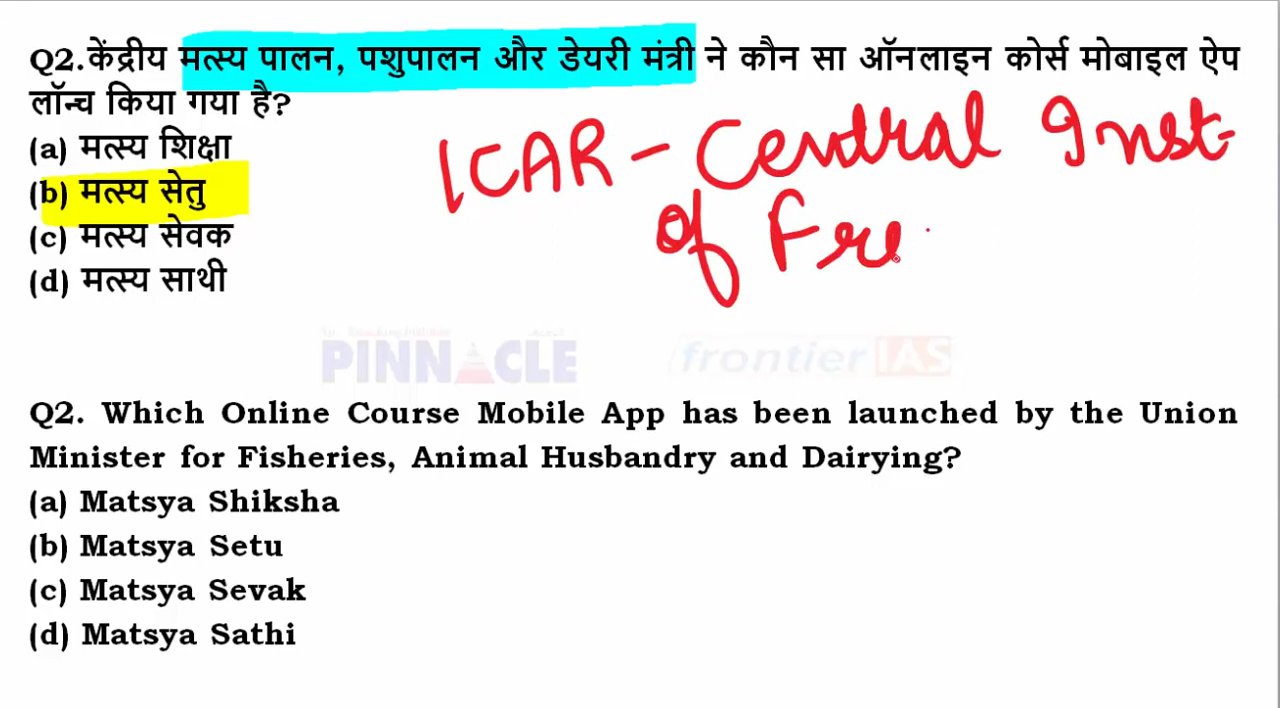 Q2.केंद्रीय मत्स्य पालन, पशुपालन और डेयरी मंत्री ने कौन सा ऑनलाइन कोर्स मोबाइल ऐप
लॉन्च किया गया है?
(a) मत्स्य शिक्षा
(b) मत्स्य सेतु
(c) मत्स्य सेवक
(d) मत्स्य साथी
ICAR - Central Inst-
of Fre
PINNACLE
frontier IAS
Q2. Which Online Course Mobile App has been launched by the Union
Minister for Fisheries, Animal Husbandry and Dairying?
(a) Matsya Shiksha
(b) Matsya Setu
(c) Matsya Sevak
(d) Matsya Sathi